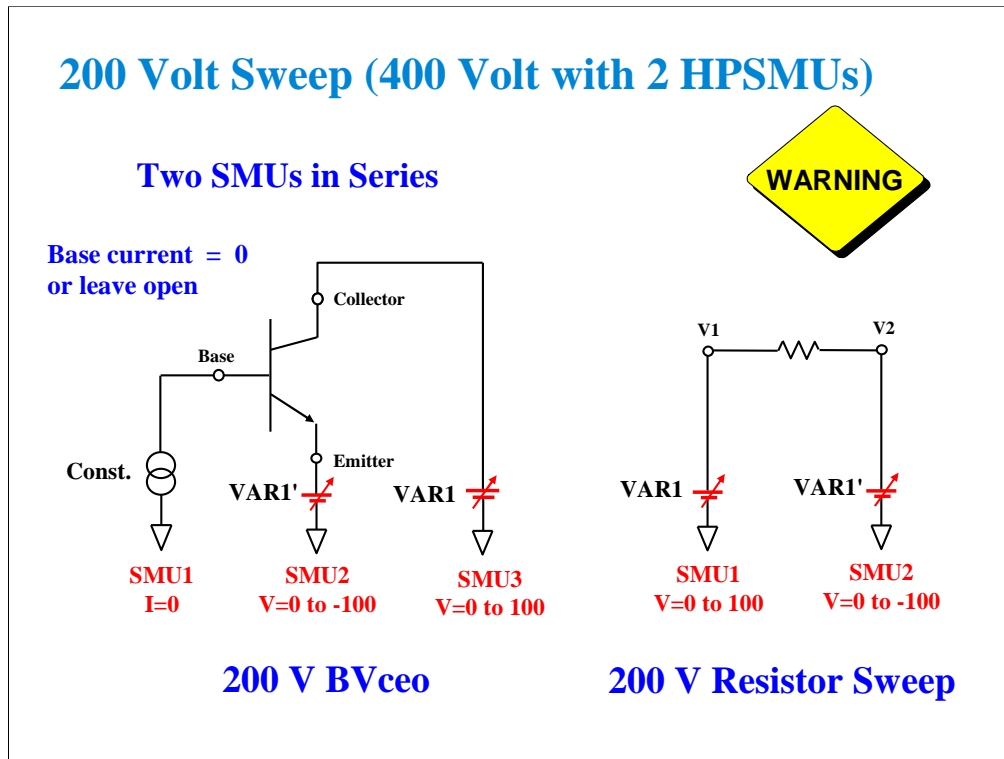 200 Volt Sweep (400 Volt with 2 HPSMUs)
Two SMUs in Series
WARNING
Base current = 0
or leave open
Collector
Base
Const.
Emitter
VAR1'
VAR1
SMU1
I=0
SMU2
V=0 to -100
SMU3
V=0 to 100
200 V BVceo
V1
V2
VAR1
VAR1'
SMU1
V=0 to 100
SMU2
V=0 to -100
200 V Resistor Sweep